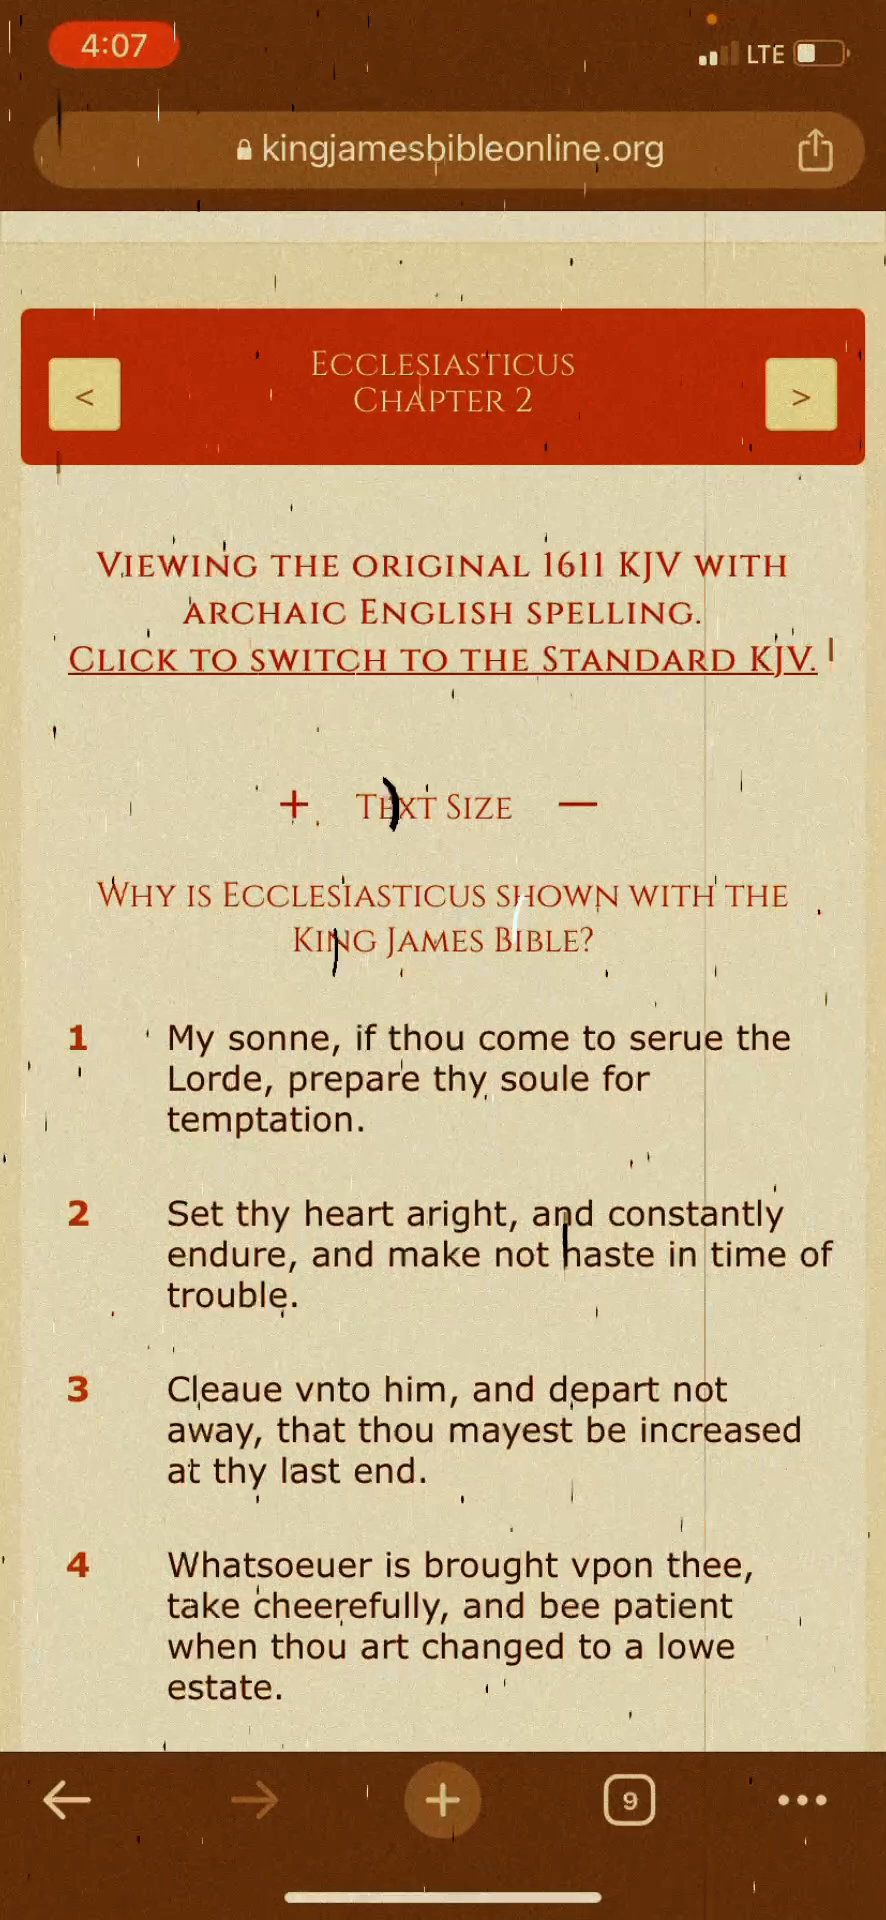 4:07
LTE
kingjamesbibleonline.org
<
Ecclesiasticus
Chapter 2
>
Viewing the original 1611 KJV with
archaic English spelling.
Click to switch to the Standard KJV.
+ Text Size —
Why is Ecclesiasticus shown with the
King James Bible?
1 My sonne, if thou come to serue the
Lorde, prepare thy soule for
temptation.
2 Set thy heart aright, and constantly
endure, and make not haste in time of
trouble.
3 Cleaue vnto him, and depart not
away, that thou mayest be increased
at thy last end.
4 Whatsoeuer is brought vpon thee,
take cheerefully, and bee patient
when thou art changed to a lowe
estate.
9